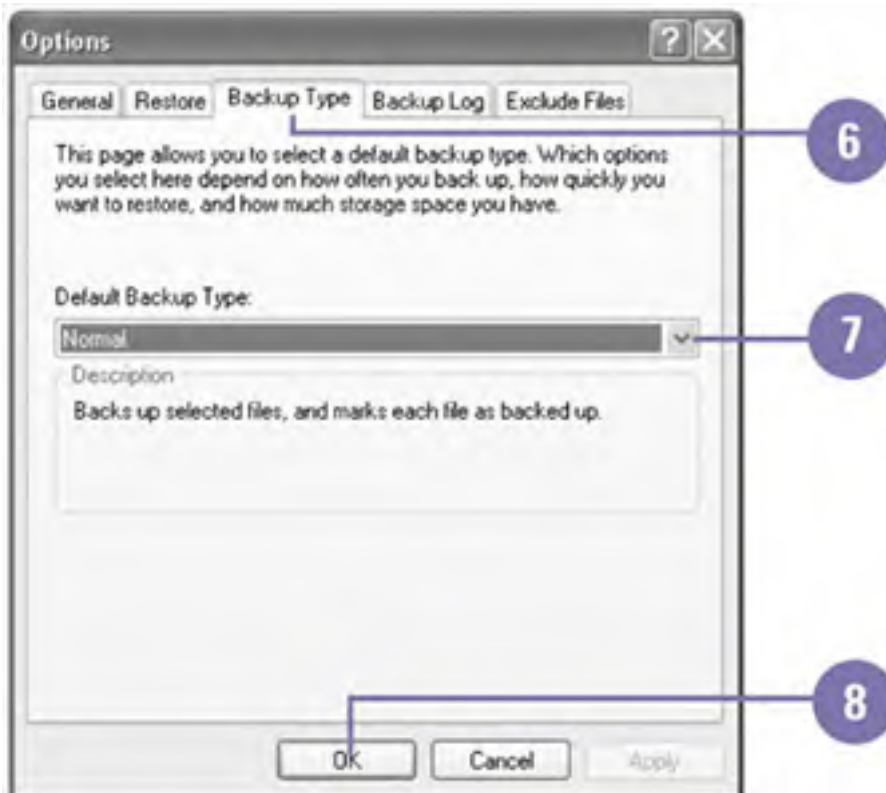 Options
General Restore Backup Type Backup Log Exclude Files
6
This page allows you to select a default backup type. Which options
you select here depend on how often you back up, how quickly you
want to restore, and how much storage space you have.
Default Backup Type:
Normal
7
Description
Backs up selected files, and marks each file as backed up.
8
OK Cancel Apply